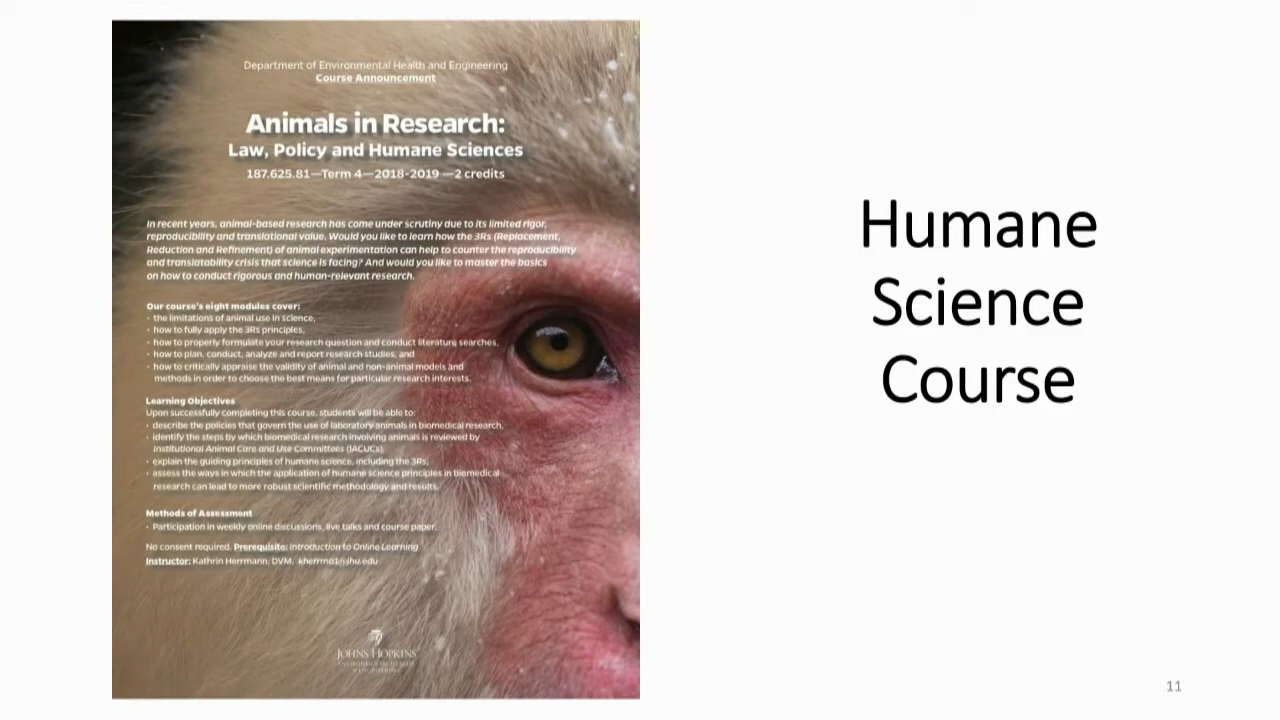 Department of Environmental Health and Engineering
Course Announcement
Animals in Research:
Law, Policy and Humane Sciences
187.625.81—Term 4—2018-2019 —2 credits
In recent years, animal-based research has come under scrutiny due to its limited rigor,
reproducibility and translational value. Would you like to learn how the 3Rs (Replacement,
Reduction and Refinement) of animal experimentation can help to counter the reproducibility
and translatability crisis that science is facing? And would you like to master the basics
on how to conduct rigorous and human-relevant research.
Our course's eight modules cover:
· the limitations of animal use in science,
· how to fully apply the 3Rs principles,
· how to properly formulate your research question and conduct literature searches,
· how to plan, conduct, analyze and report research studies, and
· how to critically appraise the validity of animal and non-animal models and
methods in order to choose the best means for particular research interests.
Learning Objectives
Upon successfully completing this course, students will be able to:
· describe the policies that govern the use of laboratory animals in biomedical research,
· identify the steps by which biomedical research involving animals is reviewed by
Institutional Animal Care and Use Committees (IACUCs),
· explain the guiding principles of humane science, including the 3Rs,
· assess the ways in which the application of humane science principles in biomedical
research can lead to more robust scientific methodology and results.
Methods of Assessment
· Participation in weekly online discussions, live talks and course paper.
No consent required. Prerequisite: Introduction to Online Learning
Instructor: Kathrin Herrmann, DVM, kherrma1@jhu.edu
JOHNS HOPKINS
Humane
Science
Course
11